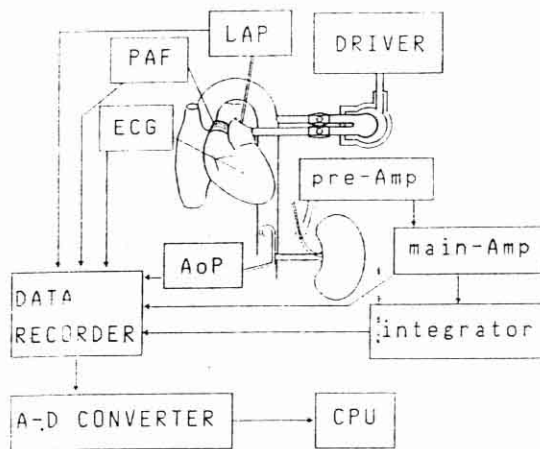 LAP
DRIVER
PAF
ECG
pre-Amp
AoP
main-Amp
DATA
RECORDER
integrator
A-D CONVERTER
CPU